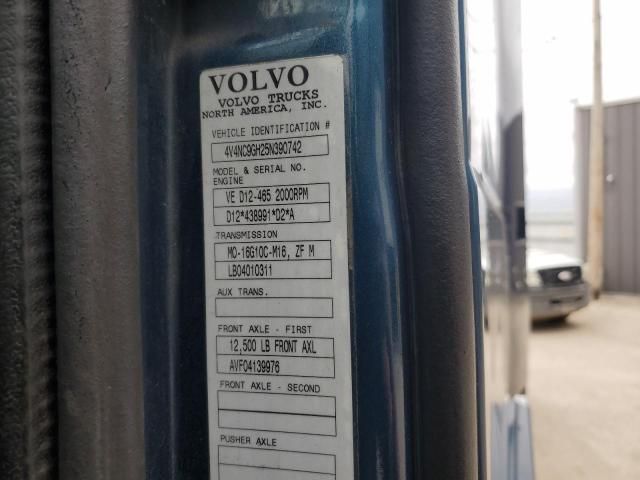 VOLVO
VOLVO TRUCKS
NORTH AMERICA, INC.
VEHICLE IDENTIFICATION #
4V4NC9GH25N390742
MODEL & SERIAL NO.
ENGINE
VE D12-465 2000RPM
D12*438991*D2*A
TRANSMISSION
MO-16G10C-M16, ZF M
LB04010311
AUX TRANS.
FRONT AXLE - FIRST
12,500 LB FRONT AXL
AVF04139976
FRONT AXLE - SECOND
PUSHER AXLE